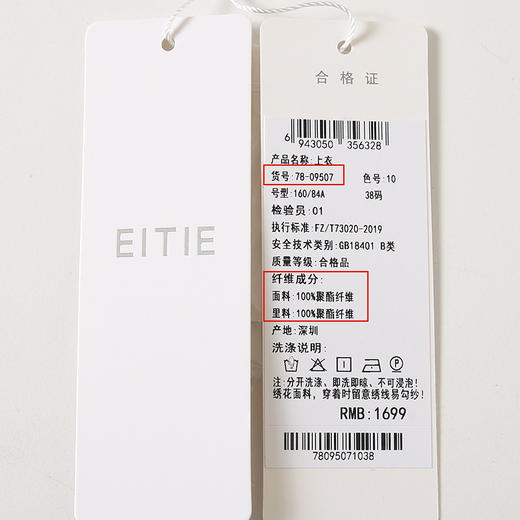 EITIE
合格证
6 943050 356328
产品名称:上衣
货号:78-09507 色号:10
号型:160/84A 38码
检验员:01
执行标准:FZ/T73020-2019
安全技术类别:GB18401 B类
质量等级:合格品
纤维成分:
面料:100%聚酯纤维
里料:100%聚酯纤维
产地:深圳
洗涤说明:
注:分开洗涤、即洗即晾、不可浸泡!
绣花面料,穿着时留意绣线易勾纱!
RMB:1699
78095071038